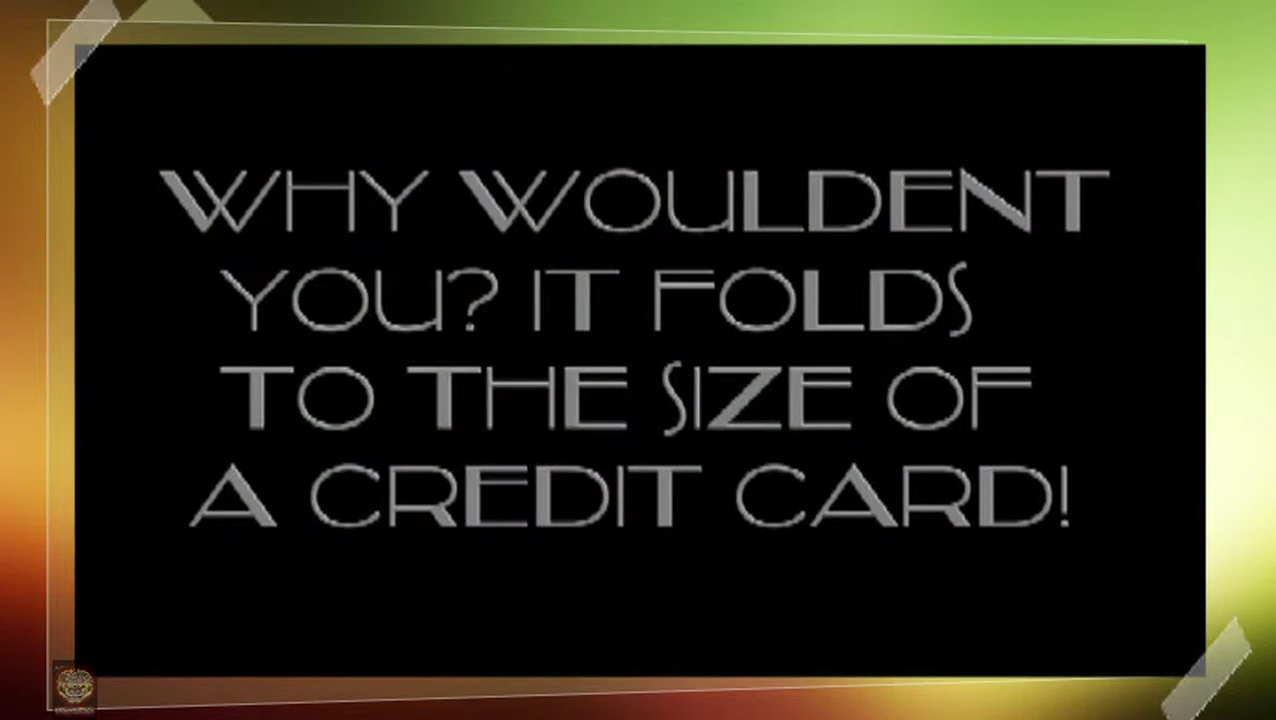 WHY WOULDENT
YOU? IT FOLDS
TO THE SIZE OF
A CREDIT CARD!